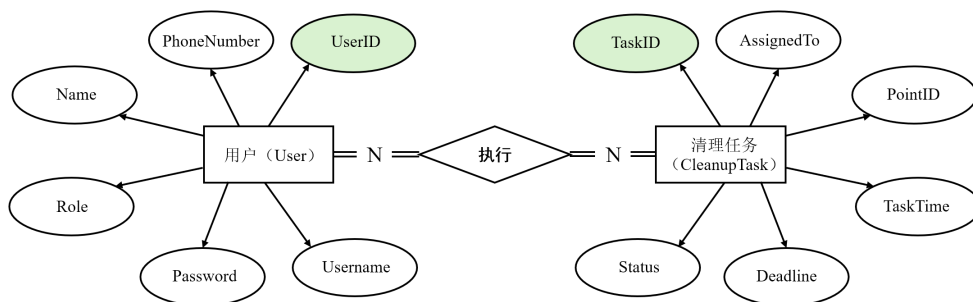 PhoneNumber
UserID
TaskID
AssignedTo
Name
PointID
用户（User）
N
执行
N
清理任务
（CleanupTask）
Role
TaskTime
Password
Username
Status
Deadline